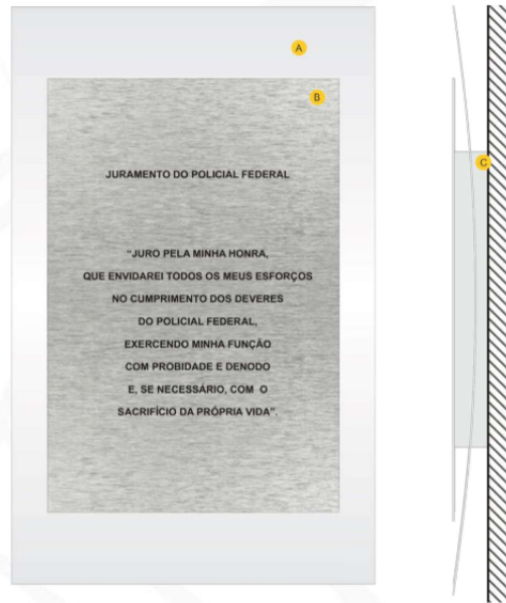 A
B
JURAMENTO DO POLICIAL FEDERAL
"JURO PELA MINHA HONRA,
QUE ENVIDAREI TODOS OS MEUS ESFORÇOS
NO CUMPRIMENTO DOS DEVERES
DO POLICIAL FEDERAL,
EXERCENDO MINHA FUNÇÃO
COM PROBIDADE E DENODO
E, SE NECESSÁRIO, COM O
SACRIFÍCIO DA PRÓPRIA VIDA".
C